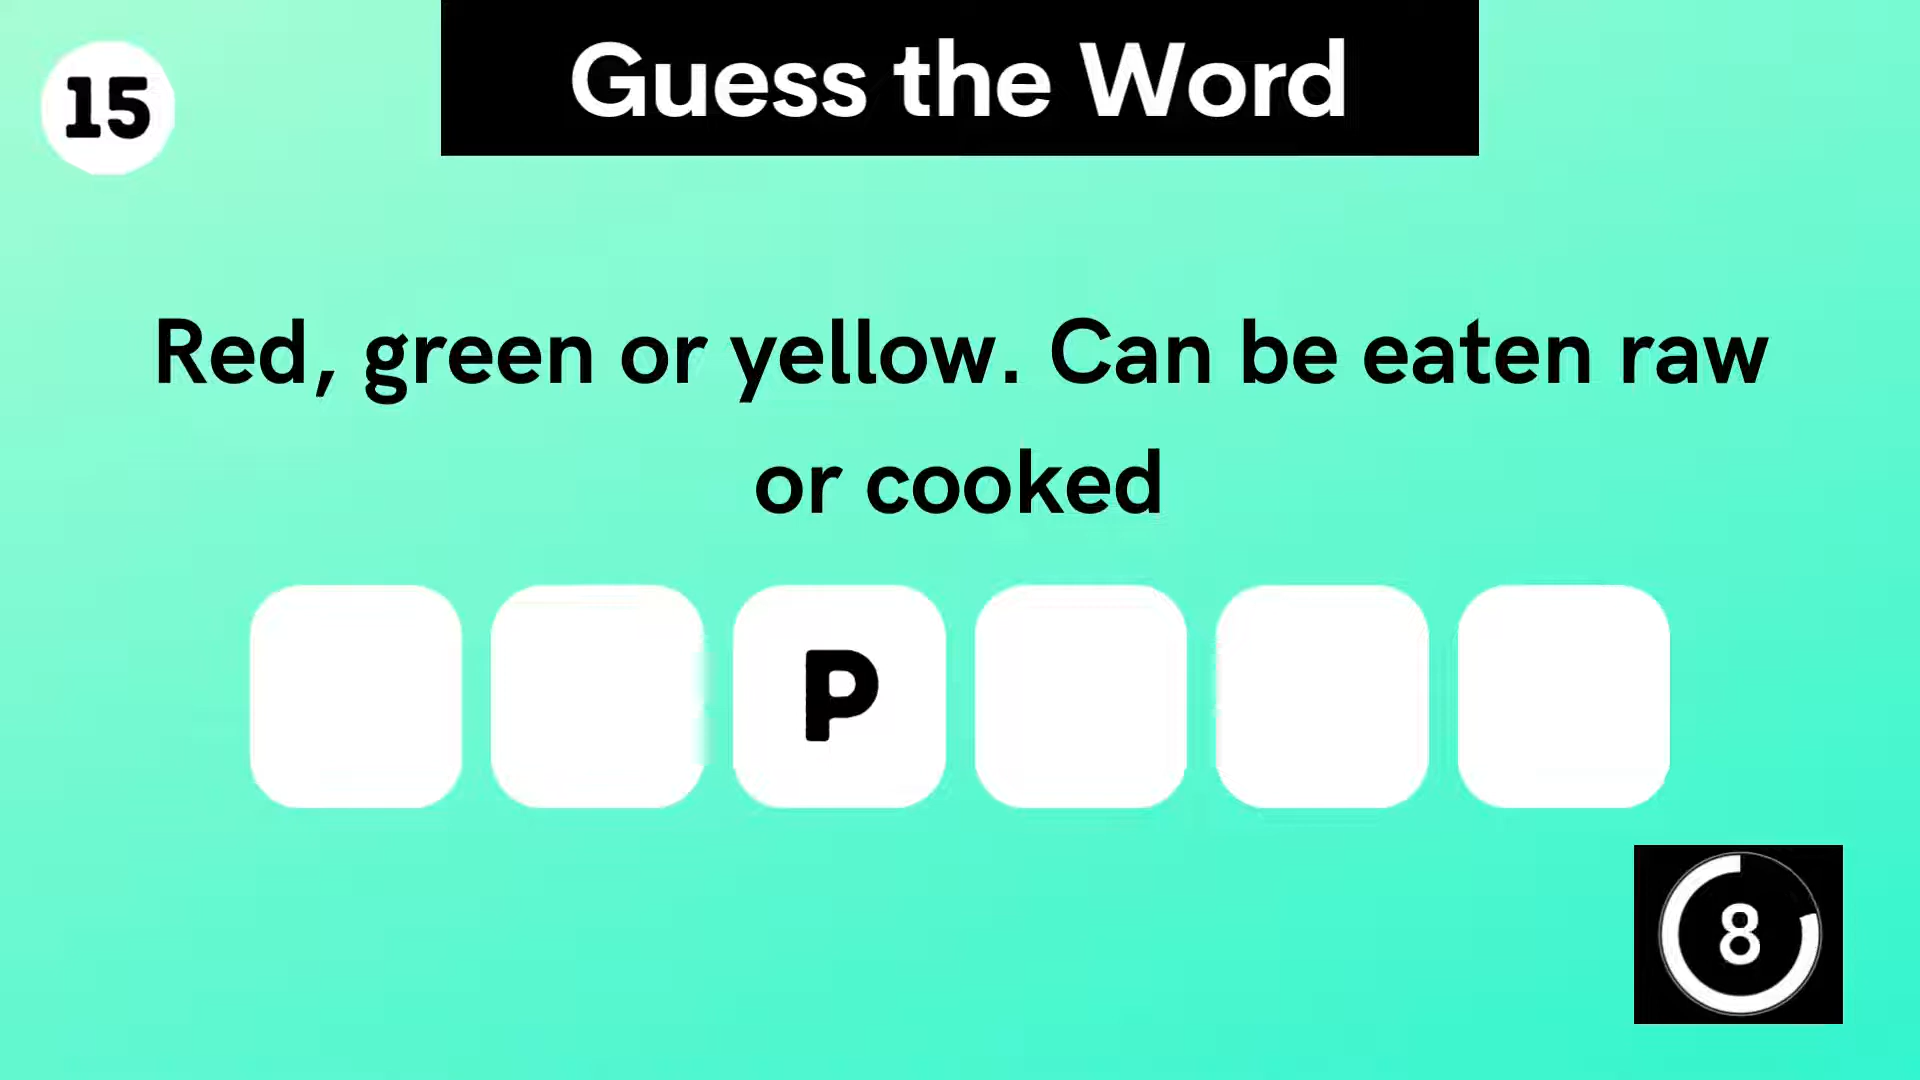 15
Guess the Word
Red, green or yellow. Can be eaten raw
or cooked
P
8